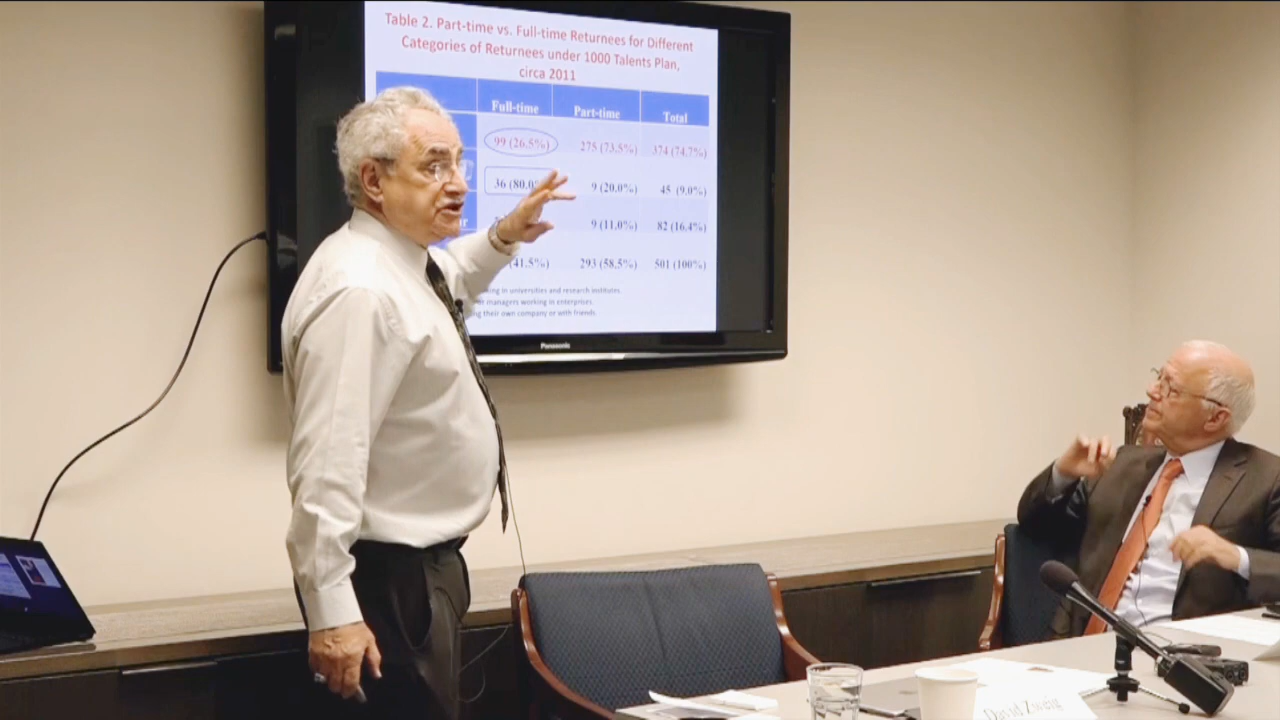 Table 2. Part-time vs. Full-time Returnees for Different
Categories of Returnees under 1000 Talents Plan,
circa 2011
Full-time Part-time Total
99 (26.5%) 275 (73.5%) 374 (74.7%)
36 (80.0 9 (20.0%) 45 (9.0%)
9 (11.0%) 82 (16.4%)
(41.5%) 293 (58.5%) 501 (100%)
ing in universities and research institutes.
managers working in enterprises.
ng their own company or with friends.
Panasonic
David Zweig